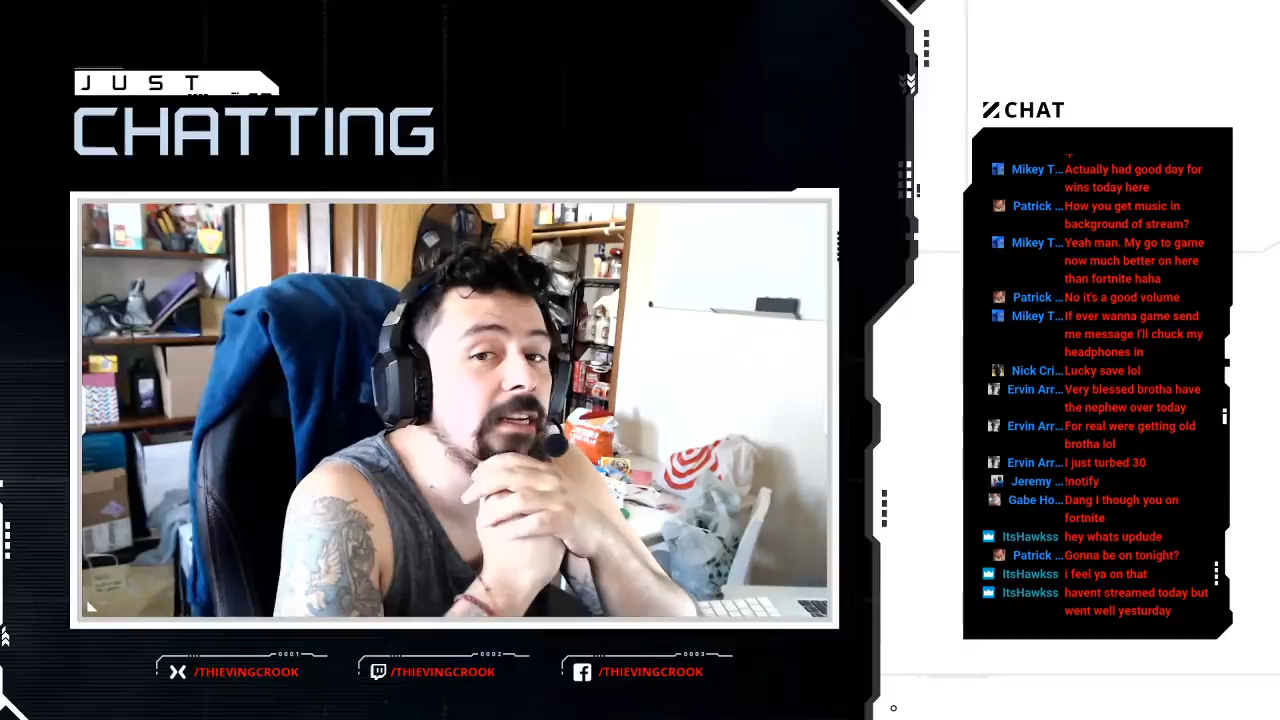 JUST
CHATTING
CHAT
Mikey T... Actually had good day for
wins today here
Patrick ... How you get music in
background of stream?
Mikey T... Yeah man. My go to game
now much better on here
than fortnite haha
Patrick ... No it's a good volume
Mikey T... If ever wanna game send
me message I'll chuck my
headphones in
Nick Cri... Lucky save lol
Ervin Arr... Very blessed brotha have
the nephew over today
Ervin Arr... For real were getting old
brotha lol
Ervin Arr... I just turbed 30
Jeremy ... !notify
Gabe Ho... Dang I though you on
fortnite
ItsHawkss hey whats updude
Patrick ... Gonna be on tonight?
ItsHawkss i feel ya on that
ItsHawkss havent streamed today but
went well yesturday
0001 0002 0003
/THIEVINGCROOK /THIEVINGCROOK /THIEVINGCROOK